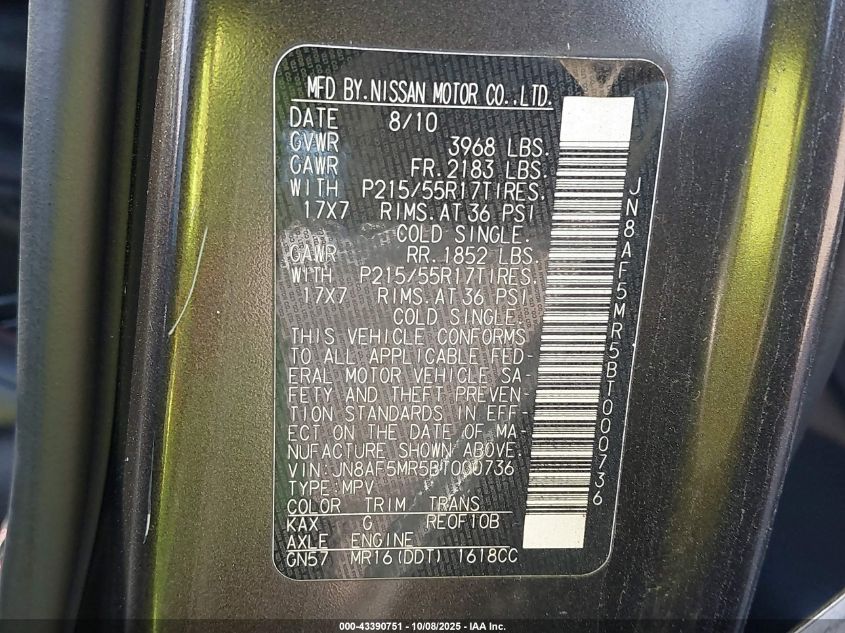 MFD BY.NISSAN MOTOR CO.,LTD.
DATE 8/10
GVWR 3968 LBS.
GAWR FR.2183 LBS.
WITH P215/55R17TIRES.
17X7 RIMS.AT 36 PSI
COLD SINGLE.
GAWR RR.1852 LBS.
WITH P215/55R17TIRES.
17X7 RIMS.AT 36 PSI
COLD SINGLE.
THIS VEHICLE CONFORMS
TO ALL APPLICABLE FED-
ERAL MOTOR VEHICLE SA-
FETY AND THEFT PREVEN-
TION STANDARDS IN EFF-
ECT ON THE DATE OF MA-
NUFACTURE SHOWN ABOVE.
VIN:JN8AF5MR5BT000736
TYPE:MPV
COLOR TRIM TRANS
KAX G RE0F10B
AXLE ENGINE
GN57 MR16(DDT) 1618CC
JN8AF5MR5BT000736
000-43390751 - 10/08/2025 - IAA Inc.